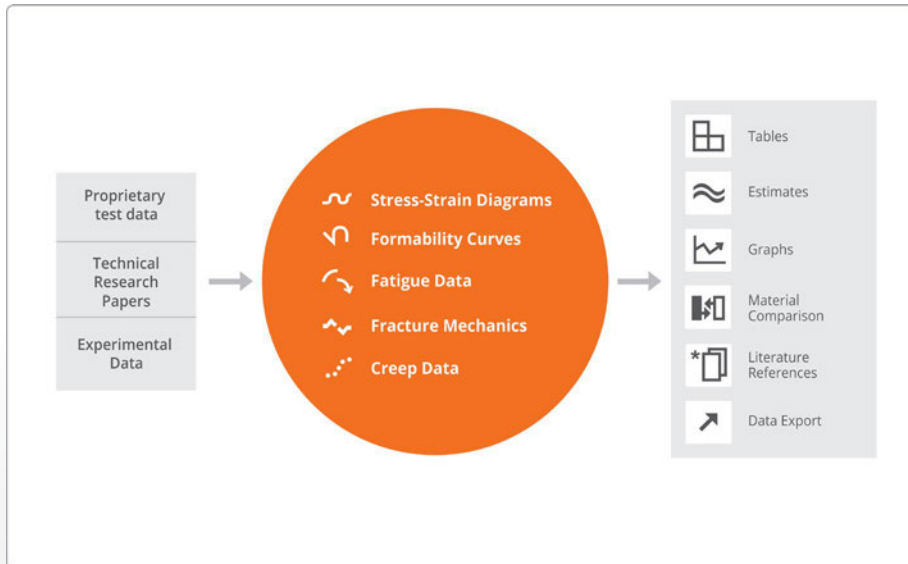 Proprietary
test data
Technical
Research
Papers
Experimental
Data
Stress-Strain Diagrams
Formability Curves
Fatigue Data
Fracture Mechanics
Creep Data
Tables
Estimates
Graphs
Material
Comparison
*
Literature
References
Data Export